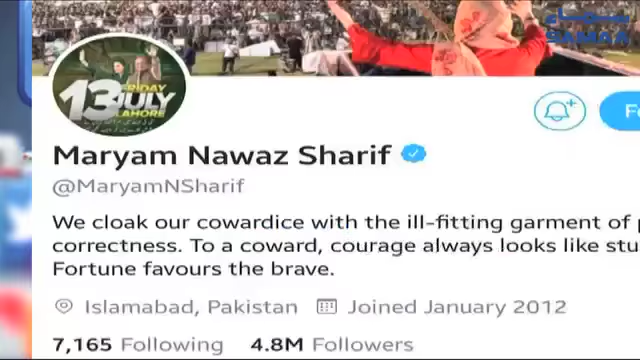 سماء
SAMAA
FRIDAY
13 JULY
LAHORE
Maryam Nawaz Sharif
@MaryamNSharif
We cloak our cowardice with the ill-fitting garment of
correctness. To a coward, courage always looks like stu
Fortune favours the brave.
Islamabad, Pakistan Joined January 2012
7,165 Following 4.8M Followers